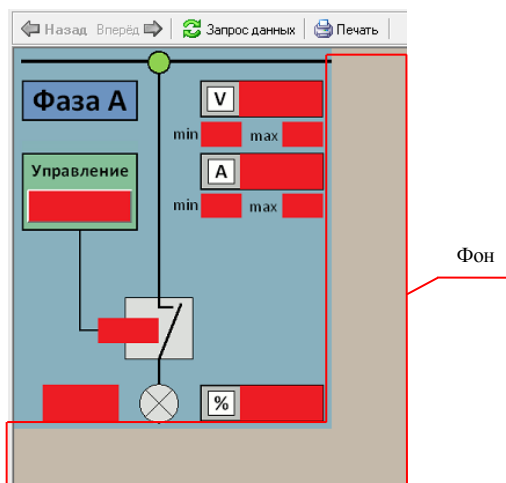 Назад Вперёд Запрос данных Печать
Фаза А
V
min max
Управление
A
min max
Фон
%